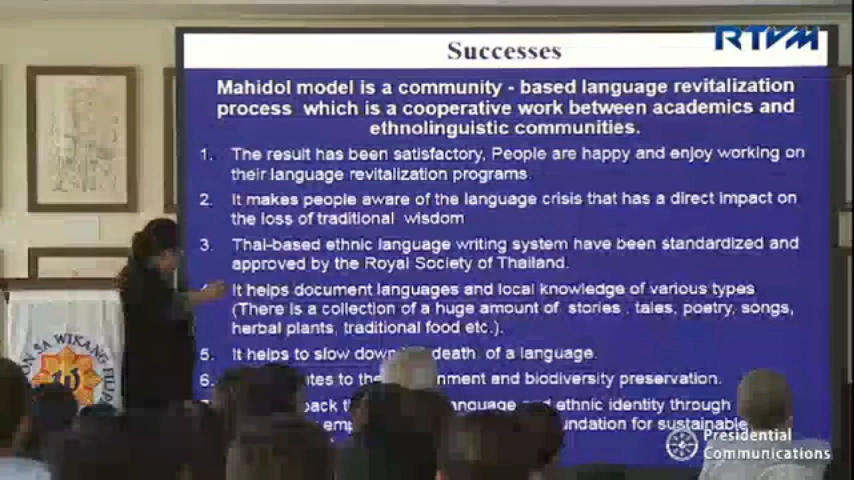 RTVM
Successes
Mahidol model is a community - based language revitalization
process which is a cooperative work between academics and
ethnolinguistic communities.
1. The result has been satisfactory, People are happy and enjoy working on
their language revitalization programs.
2. It makes people aware of the language crisis that has a direct impact on
the loss of traditional wisdom
3. Thai-based ethnic language writing system have been standardized and
approved by the Royal Society of Thailand.
It helps document languages and local knowledge of various types
(There is a collection of a huge amount of stories , tales, poetry, songs,
herbal plants, traditional food etc.).
5. It helps to slow down death of a language.
6. to the and biodiversity preservation.
back and ethnic identity through
for sustainable
SA WIKANG
Presidential
Communications